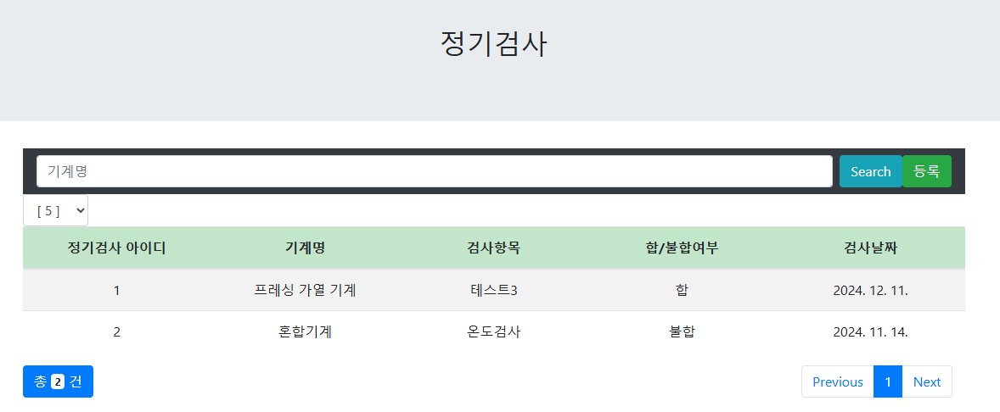 정기검사
기계명 Search 등록
[ 5 ]
정기검사 아이디 기계명 검사항목 합/불합여부 검사날짜
1 프레싱 가열 기계 테스트3 합 2024. 12. 11.
2 혼합기계 온도검사 불합 2024. 11. 14.
총 2 건 Previous 1 Next